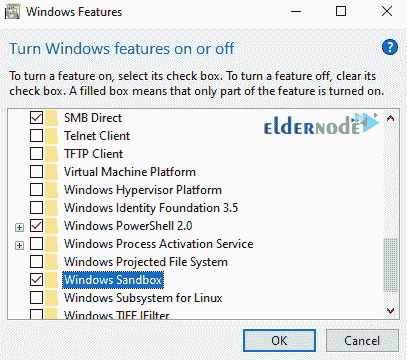 Windows Features
Turn Windows features on or off
To turn a feature on, select its check box. To turn a feature off, clear its
check box. A filled box means that only part of the feature is turned on.
SMB Direct
eldernode
Telnet Client
TFTP Client
Virtual Machine Platform
Windows Hypervisor Platform
Windows Identity Foundation 3.5
Windows PowerShell 2.0
Windows Process Activation Service
Windows Projected File System
Windows Sandbox
Windows Subsystem for Linux
Windows TIFF IFilter
OK
Cancel